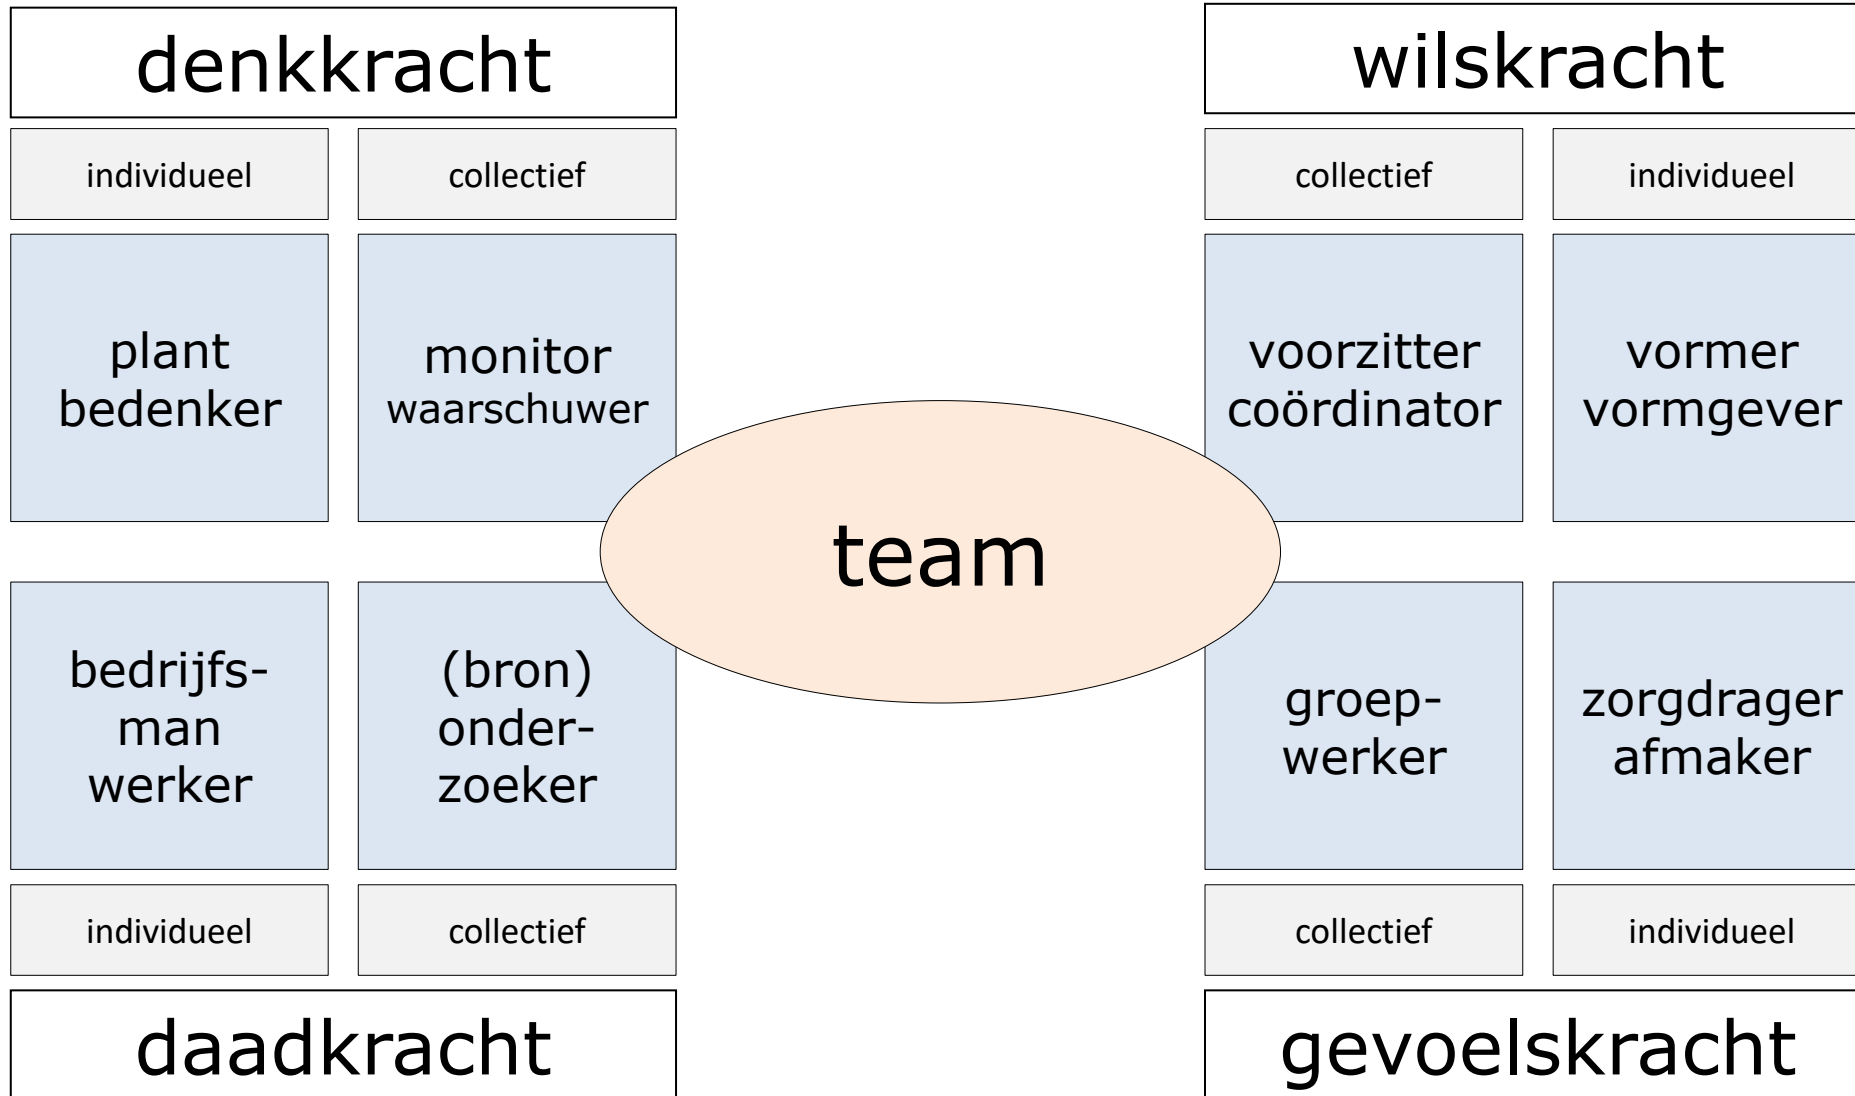 denkkracht
wilskracht
individueel
collectief
collectief
individueel
plant
bedenker
monitor
waarschuwer
voorzitter
coördinator
vormer
vormgever
team
bedrijfs-
man
werker
(bron)
onder-
zoeker
groep-
werker
zorgdrager
afmaker
individueel
collectief
collectief
individueel
daadkracht
gevoelskracht